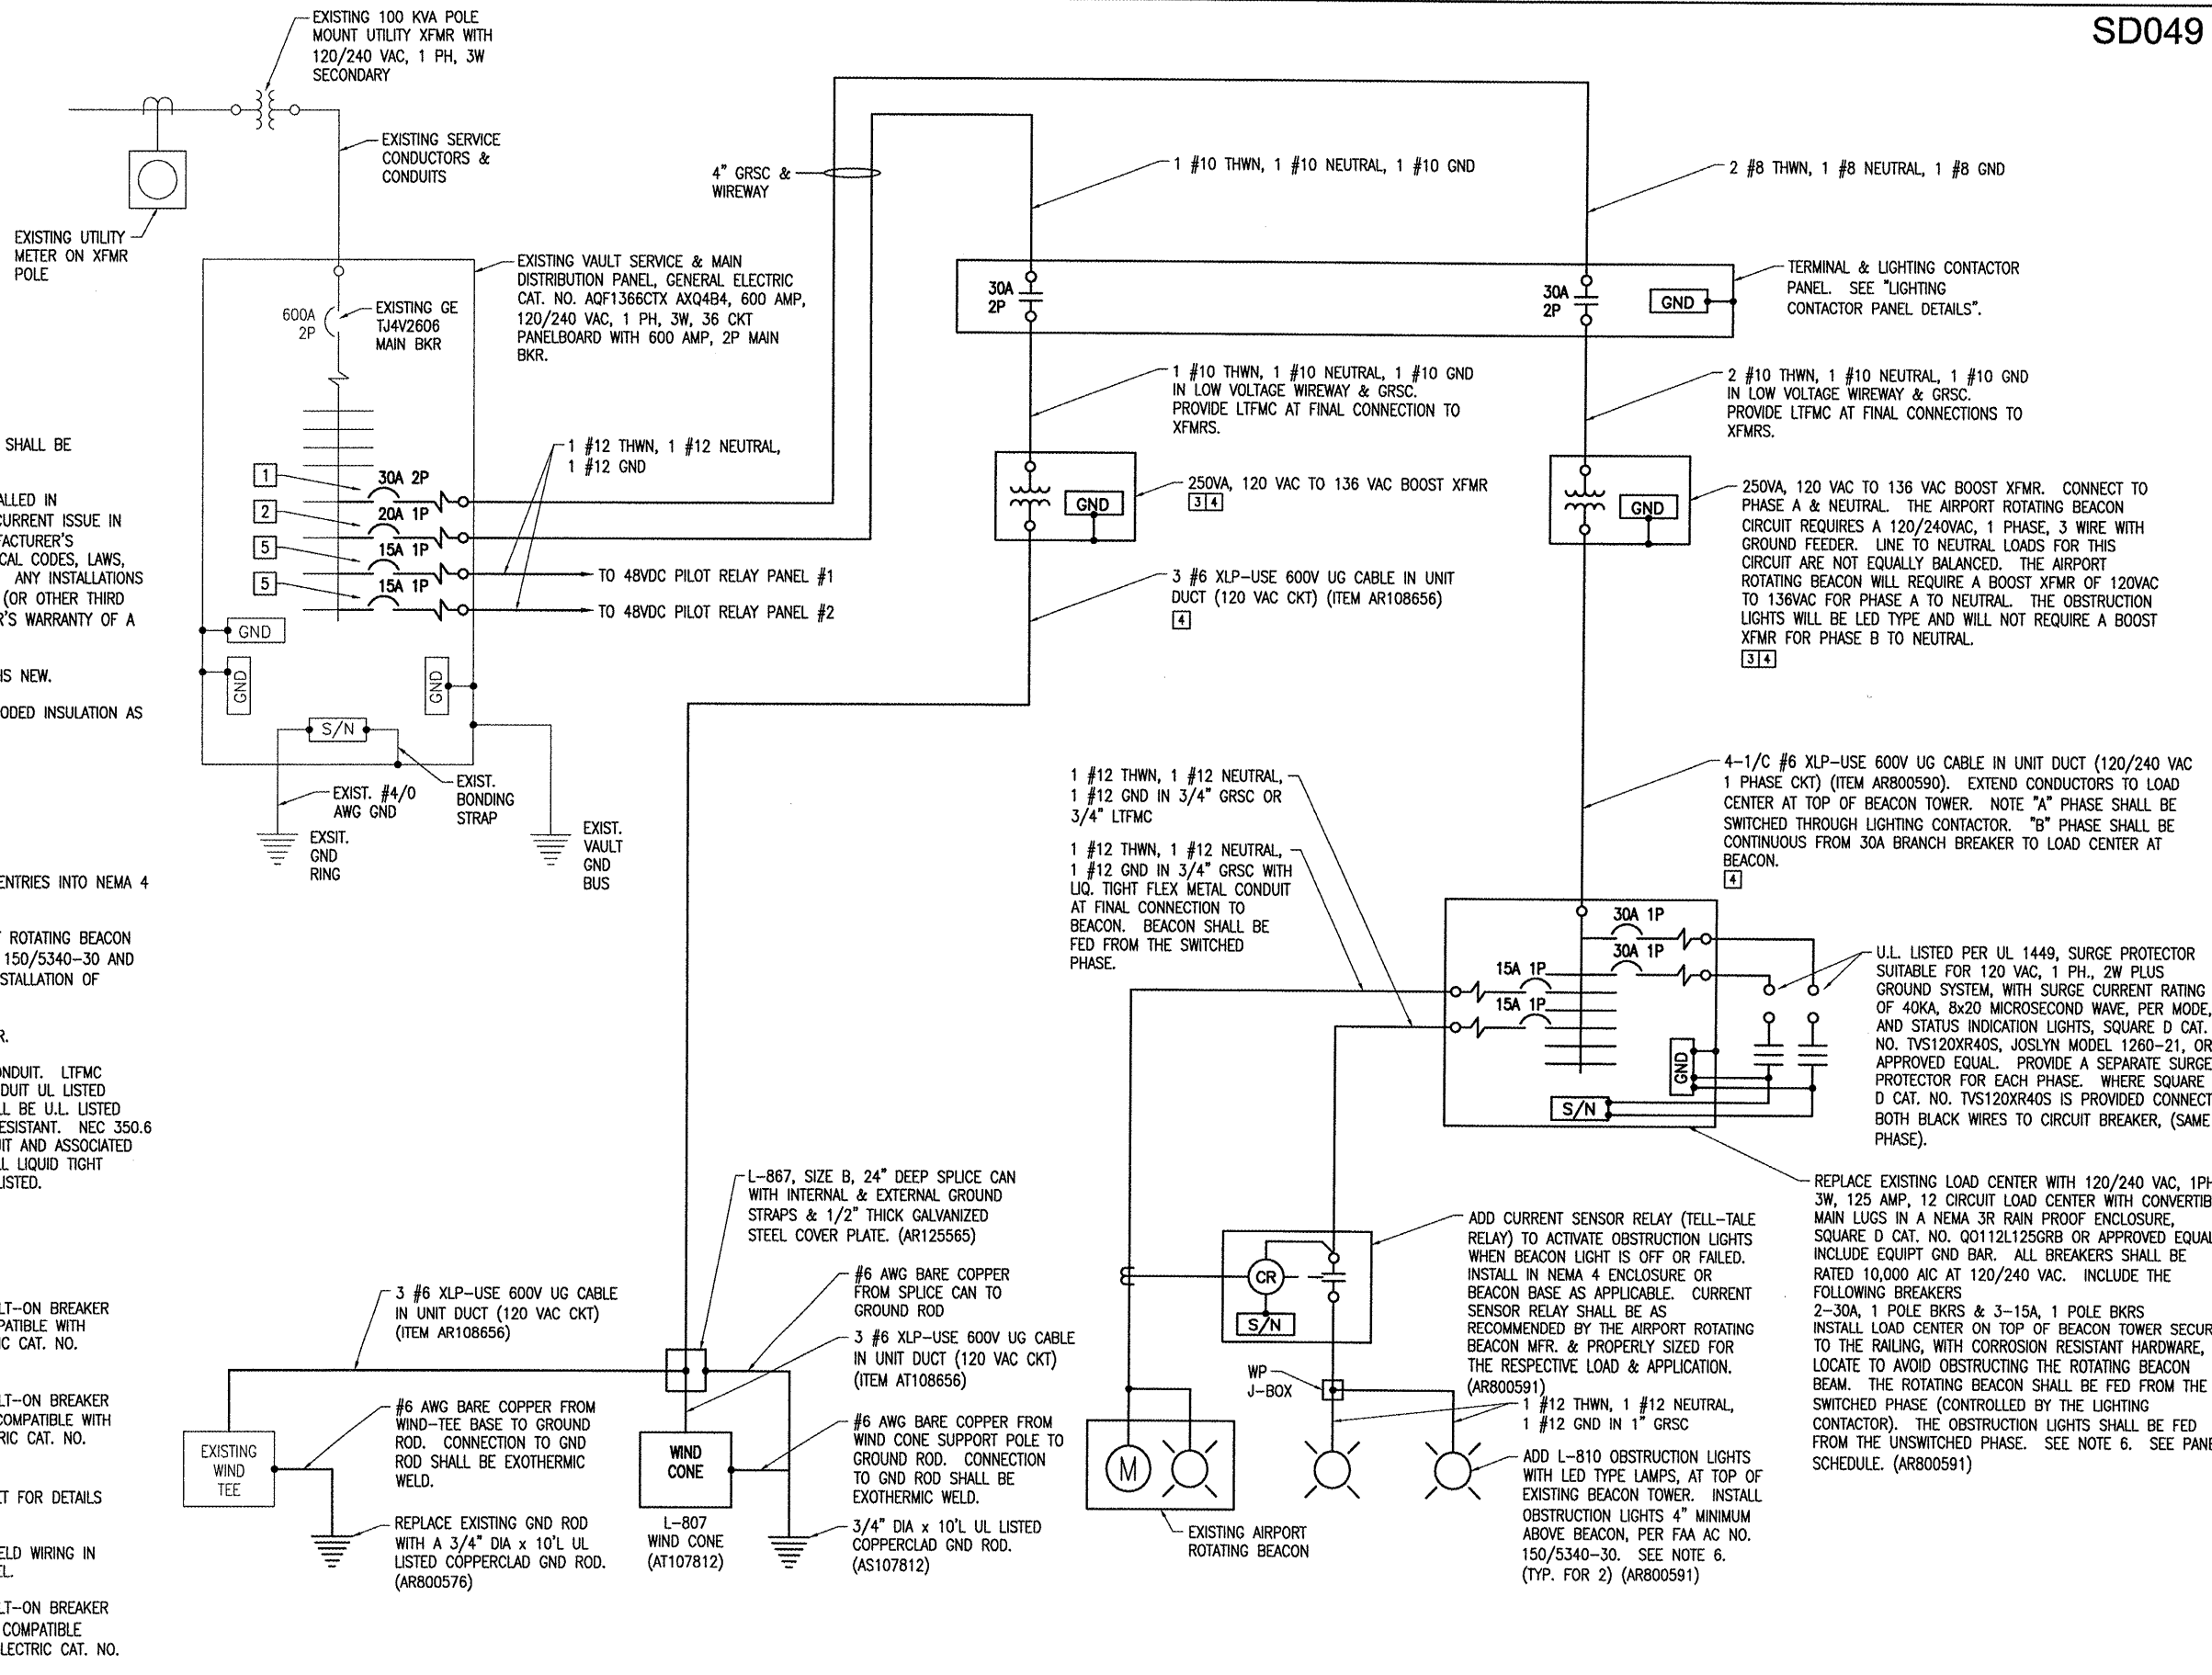 SD049
EXISTING 100 KVA POLE
MOUNT UTILITY XFMR WITH
120/240 VAC, 1 PH, 3W
SECONDARY
EXISTING SERVICE
CONDUCTORS &
CONDUITS
EXISTING UTILITY
METER ON XFMR
POLE
4" GRSC &
WIREWAY
1 #10 THWN, 1 #10 NEUTRAL, 1 #10 GND
2 #8 THWN, 1 #8 NEUTRAL, 1 #8 GND
EXISTING VAULT SERVICE & MAIN
DISTRIBUTION PANEL, GENERAL ELECTRIC
CAT. NO. AQF1366CTX AXQ4B4, 600 AMP,
120/240 VAC, 1 PH, 3W, 36 CKT
PANELBOARD WITH 600 AMP, 2P MAIN
BKR.
600A
2P
EXISTING GE
TJ4V2606
MAIN BKR
30A
2P
30A
2P
GND
TERMINAL & LIGHTING CONTACTOR
PANEL. SEE "LIGHTING
CONTACTOR PANEL DETAILS".
1 #10 THWN, 1 #10 NEUTRAL, 1 #10 GND
IN LOW VOLTAGE WIREWAY & GRSC.
PROVIDE LTFMC AT FINAL CONNECTION TO
XFMRS.
2 #10 THWN, 1 #10 NEUTRAL, 1 #10 GND
IN LOW VOLTAGE WIREWAY & GRSC.
PROVIDE LTFMC AT FINAL CONNECTIONS TO
XFMRS.
1 #12 THWN, 1 #12 NEUTRAL,
1 #12 GND
1
30A 2P
2
20A 1P
5
15A 1P
5
15A 1P
TO 48VDC PILOT RELAY PANEL #1
TO 48VDC PILOT RELAY PANEL #2
GND
GND
GND
S/N
EXIST. #4/0
AWG GND
EXIST.
BONDING
STRAP
EXSIT.
GND
RING
EXIST.
VAULT
GND
BUS
GND
250VA, 120 VAC TO 136 VAC BOOST XFMR
3 4
3 #6 XLP-USE 600V UG CABLE IN UNIT
DUCT (120 VAC CKT) (ITEM AR108656)
4
GND
250VA, 120 VAC TO 136 VAC BOOST XFMR. CONNECT TO
PHASE A & NEUTRAL. THE AIRPORT ROTATING BEACON
CIRCUIT REQUIRES A 120/240VAC, 1 PHASE, 3 WIRE WITH
GROUND FEEDER. LINE TO NEUTRAL LOADS FOR THIS
CIRCUIT ARE NOT EQUALLY BALANCED. THE AIRPORT
ROTATING BEACON WILL REQUIRE A BOOST XFMR OF 120VAC
TO 136VAC FOR PHASE A TO NEUTRAL. THE OBSTRUCTION
LIGHTS WILL BE LED TYPE AND WILL NOT REQUIRE A BOOST
XFMR FOR PHASE B TO NEUTRAL.
3 4
SHALL BE
ALLED IN
CURRENT ISSUE IN
FACTURER'S
CAL CODES, LAWS,
ANY INSTALLATIONS
(OR OTHER THIRD
R'S WARRANTY OF A
IS NEW.
ODED INSULATION AS
ENTRIES INTO NEMA 4
ROTATING BEACON
150/5340-30 AND
STALLATION OF
R.
ONDUIT. LTFMC
DUIT UL LISTED
LL BE U.L. LISTED
ESISTANT. NEC 350.6
UIT AND ASSOCIATED
LL LIQUID TIGHT
LISTED.
LT-ON BREAKER
PATIBLE WITH
IC CAT. NO.
LT-ON BREAKER
COMPATIBLE WITH
RIC CAT. NO.
ET FOR DETAILS
ELD WIRING IN
EL.
LT-ON BREAKER
COMPATIBLE
LECTRIC CAT. NO.
1 #12 THWN, 1 #12 NEUTRAL,
1 #12 GND IN 3/4" GRSC OR
3/4" LTFMC
1 #12 THWN, 1 #12 NEUTRAL,
1 #12 GND IN 3/4" GRSC WITH
LIQ. TIGHT FLEX METAL CONDUIT
AT FINAL CONNECTION TO
BEACON. BEACON SHALL BE
FED FROM THE SWITCHED
PHASE.
4-1/C #6 XLP-USE 600V UG CABLE IN UNIT DUCT (120/240 VAC
1 PHASE CKT) (ITEM AR800590). EXTEND CONDUCTORS TO LOAD
CENTER AT TOP OF BEACON TOWER. NOTE "A" PHASE SHALL BE
SWITCHED THROUGH LIGHTING CONTACTOR. "B" PHASE SHALL BE
CONTINUOUS FROM 30A BRANCH BREAKER TO LOAD CENTER AT
BEACON.
4
30A 1P
30A 1P
15A 1P
15A 1P
GND
S/N
U.L. LISTED PER UL 1449, SURGE PROTECTOR
SUITABLE FOR 120 VAC, 1 PH., 2W PLUS
GROUND SYSTEM, WITH SURGE CURRENT RATING
OF 40KA, 8x20 MICROSECOND WAVE, PER MODE,
AND STATUS INDICATION LIGHTS, SQUARE D CAT.
NO. TVS120XR40S, JOSLYN MODEL 1260-21, OR
APPROVED EQUAL. PROVIDE A SEPARATE SURGE
PROTECTOR FOR EACH PHASE. WHERE SQUARE
D CAT. NO. TVS120XR40S IS PROVIDED CONNECT
BOTH BLACK WIRES TO CIRCUIT BREAKER, (SAME
PHASE).
REPLACE EXISTING LOAD CENTER WITH 120/240 VAC, 1PH
3W, 125 AMP, 12 CIRCUIT LOAD CENTER WITH CONVERTIB
MAIN LUGS IN A NEMA 3R RAIN PROOF ENCLOSURE,
SQUARE D CAT. NO. QO112L125GRB OR APPROVED EQUAL
INCLUDE EQUIPT GND BAR. ALL BREAKERS SHALL BE
RATED 10,000 AIC AT 120/240 VAC. INCLUDE THE
FOLLOWING BREAKERS
2-30A, 1 POLE BKRS & 3-15A, 1 POLE BKRS
INSTALL LOAD CENTER ON TOP OF BEACON TOWER SECUR
TO THE RAILING, WITH CORROSION RESISTANT HARDWARE,
LOCATE TO AVOID OBSTRUCTING THE ROTATING BEACON
BEAM. THE ROTATING BEACON SHALL BE FED FROM THE
SWITCHED PHASE (CONTROLLED BY THE LIGHTING
CONTACTOR). THE OBSTRUCTION LIGHTS SHALL BE FED
FROM THE UNSWITCHED PHASE. SEE NOTE 6. SEE PANE
SCHEDULE. (AR800591)
L-867, SIZE B, 24" DEEP SPLICE CAN
WITH INTERNAL & EXTERNAL GROUND
STRAPS & 1/2" THICK GALVANIZED
STEEL COVER PLATE. (AR125565)
#6 AWG BARE COPPER
FROM SPLICE CAN TO
GROUND ROD
3 #6 XLP-USE 600V UG CABLE
IN UNIT DUCT (120 VAC CKT)
(ITEM AR108656)
3 #6 XLP-USE 600V UG CABLE
IN UNIT DUCT (120 VAC CKT)
(ITEM AT108656)
#6 AWG BARE COPPER FROM
WIND-TEE BASE TO GROUND
ROD. CONNECTION TO GND
ROD SHALL BE EXOTHERMIC
WELD.
#6 AWG BARE COPPER FROM
WIND CONE SUPPORT POLE TO
GROUND ROD. CONNECTION
TO GND ROD SHALL BE
EXOTHERMIC WELD.
EXISTING
WIND
TEE
WIND
CONE
L-807
WIND CONE
(AT107812)
REPLACE EXISTING GND ROD
WITH A 3/4" DIA x 10'L UL
LISTED COPPERCLAD GND ROD.
(AR800576)
3/4" DIA x 10'L UL LISTED
COPPERCLAD GND ROD.
(AS107812)
CR
S/N
ADD CURRENT SENSOR RELAY (TELL-TALE
RELAY) TO ACTIVATE OBSTRUCTION LIGHTS
WHEN BEACON LIGHT IS OFF OR FAILED.
INSTALL IN NEMA 4 ENCLOSURE OR
BEACON BASE AS APPLICABLE. CURRENT
SENSOR RELAY SHALL BE AS
RECOMMENDED BY THE AIRPORT ROTATING
BEACON MFR. & PROPERLY SIZED FOR
THE RESPECTIVE LOAD & APPLICATION.
(AR800591)
WP
J-BOX
1 #12 THWN, 1 #12 NEUTRAL,
1 #12 GND IN 1" GRSC
M
EXISTING AIRPORT
ROTATING BEACON
ADD L-810 OBSTRUCTION LIGHTS
WITH LED TYPE LAMPS, AT TOP OF
EXISTING BEACON TOWER. INSTALL
OBSTRUCTION LIGHTS 4" MINIMUM
ABOVE BEACON, PER FAA AC NO.
150/5340-30. SEE NOTE 6.
(TYP. FOR 2) (AR800591)